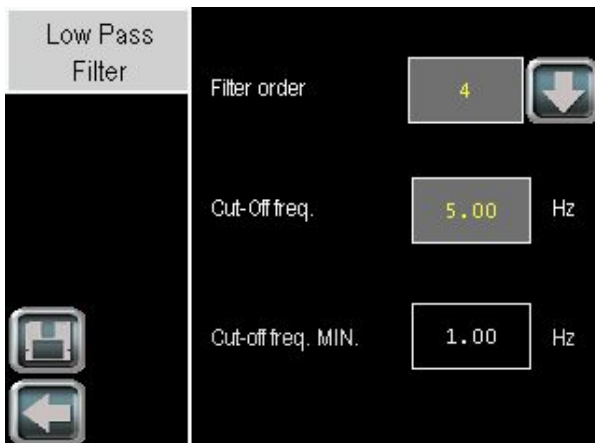 Low Pass
Filter
Filter order
4
Cut-Off freq.
5.00
Hz
Cut-off freq. MIN.
1.00
Hz